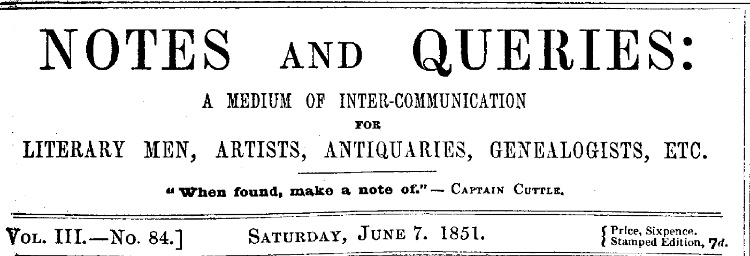 NOTES AND QUERIES:
A MEDIUM OF INTER-COMMUNICATION
FOR
LITERARY MEN, ARTISTS, ANTIQUARIES, GENEALOGISTS, ETC.
"When found, make a note of."—CAPTAIN CUTTLE.
VOL. III.—No. 84.] SATURDAY, JUNE 7. 1851. { Price, Sixpence.
{ Stamped Edition, 7d.